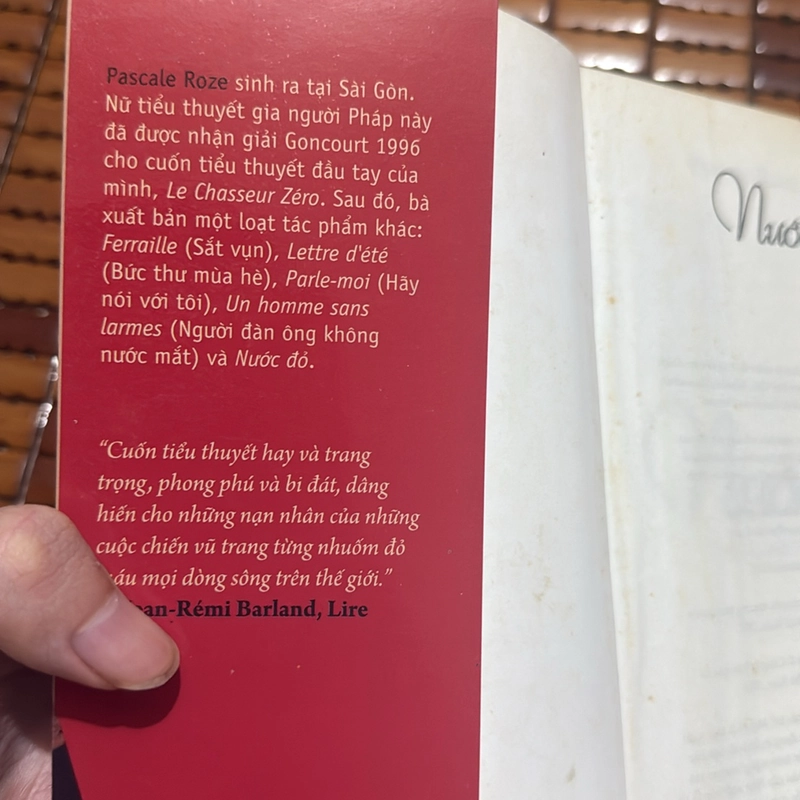 Pascale Roze sinh ra tại Sài Gòn.
Nữ tiểu thuyết gia người Pháp này
đã được nhận giải Goncourt 1996
cho cuốn tiểu thuyết đầu tay của
mình, Le Chasseur Zéro. Sau đó, bà
xuất bản một loạt tác phẩm khác:
Ferraille (Sắt vụn), Lettre d'été
(Bức thư mùa hè), Parle-moi (Hãy
nói với tôi), Un homme sans
larmes (Người đàn ông không
nước mắt) và Nước đỏ.
“Cuốn tiểu thuyết hay và trang
trọng, phong phú và bi đát, dâng
hiến cho những nạn nhân của những
cuộc chiến vũ trang từng nhuốm đỏ
mọi dòng sông trên thế giới.”
Barland, Lire